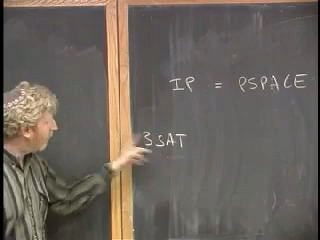 IP = PSPACE
3SAT